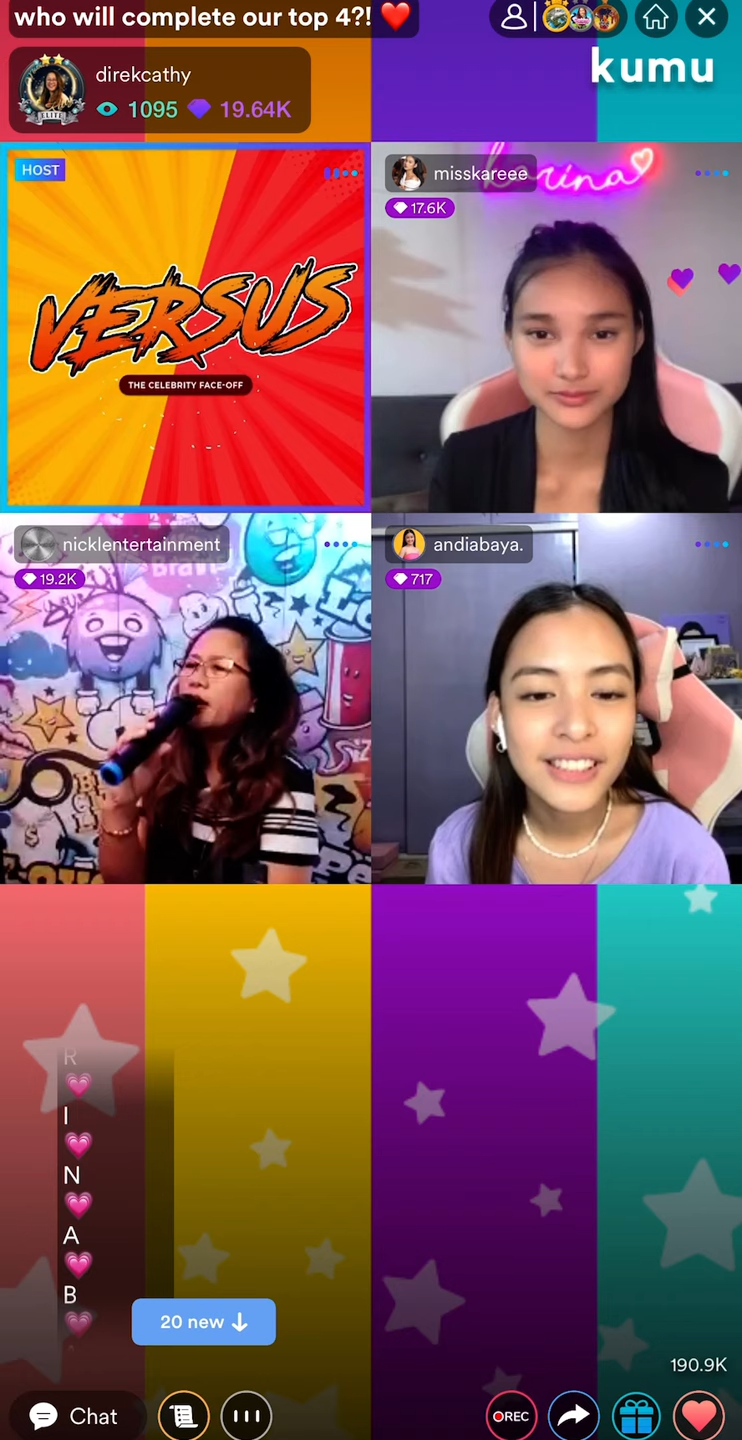 who will complete our top 4?! ❤️
direkcathy
1095 19.64K
kumu
HOST
VERSUS
THE CELEBRITY FACE-OFF
misskareee
karina
17.6K
nicklentertainment
19.2K
andiabaya.
717
R
I
N
A
B
20 new ↓
190.9K
Chat
REC